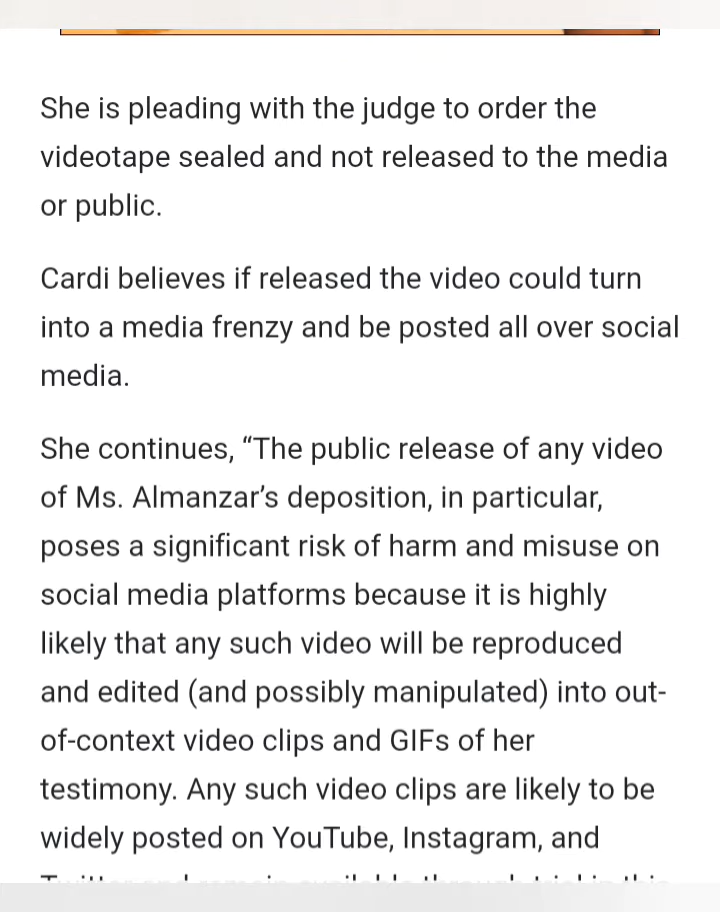 She is pleading with the judge to order the
videotape sealed and not released to the media
or public.
Cardi believes if released the video could turn
into a media frenzy and be posted all over social
media.
She continues, “The public release of any video
of Ms. Almanzar’s deposition, in particular,
poses a significant risk of harm and misuse on
social media platforms because it is highly
likely that any such video will be reproduced
and edited (and possibly manipulated) into out-
of-context video clips and GIFs of her
testimony. Any such video clips are likely to be
widely posted on YouTube, Instagram, and